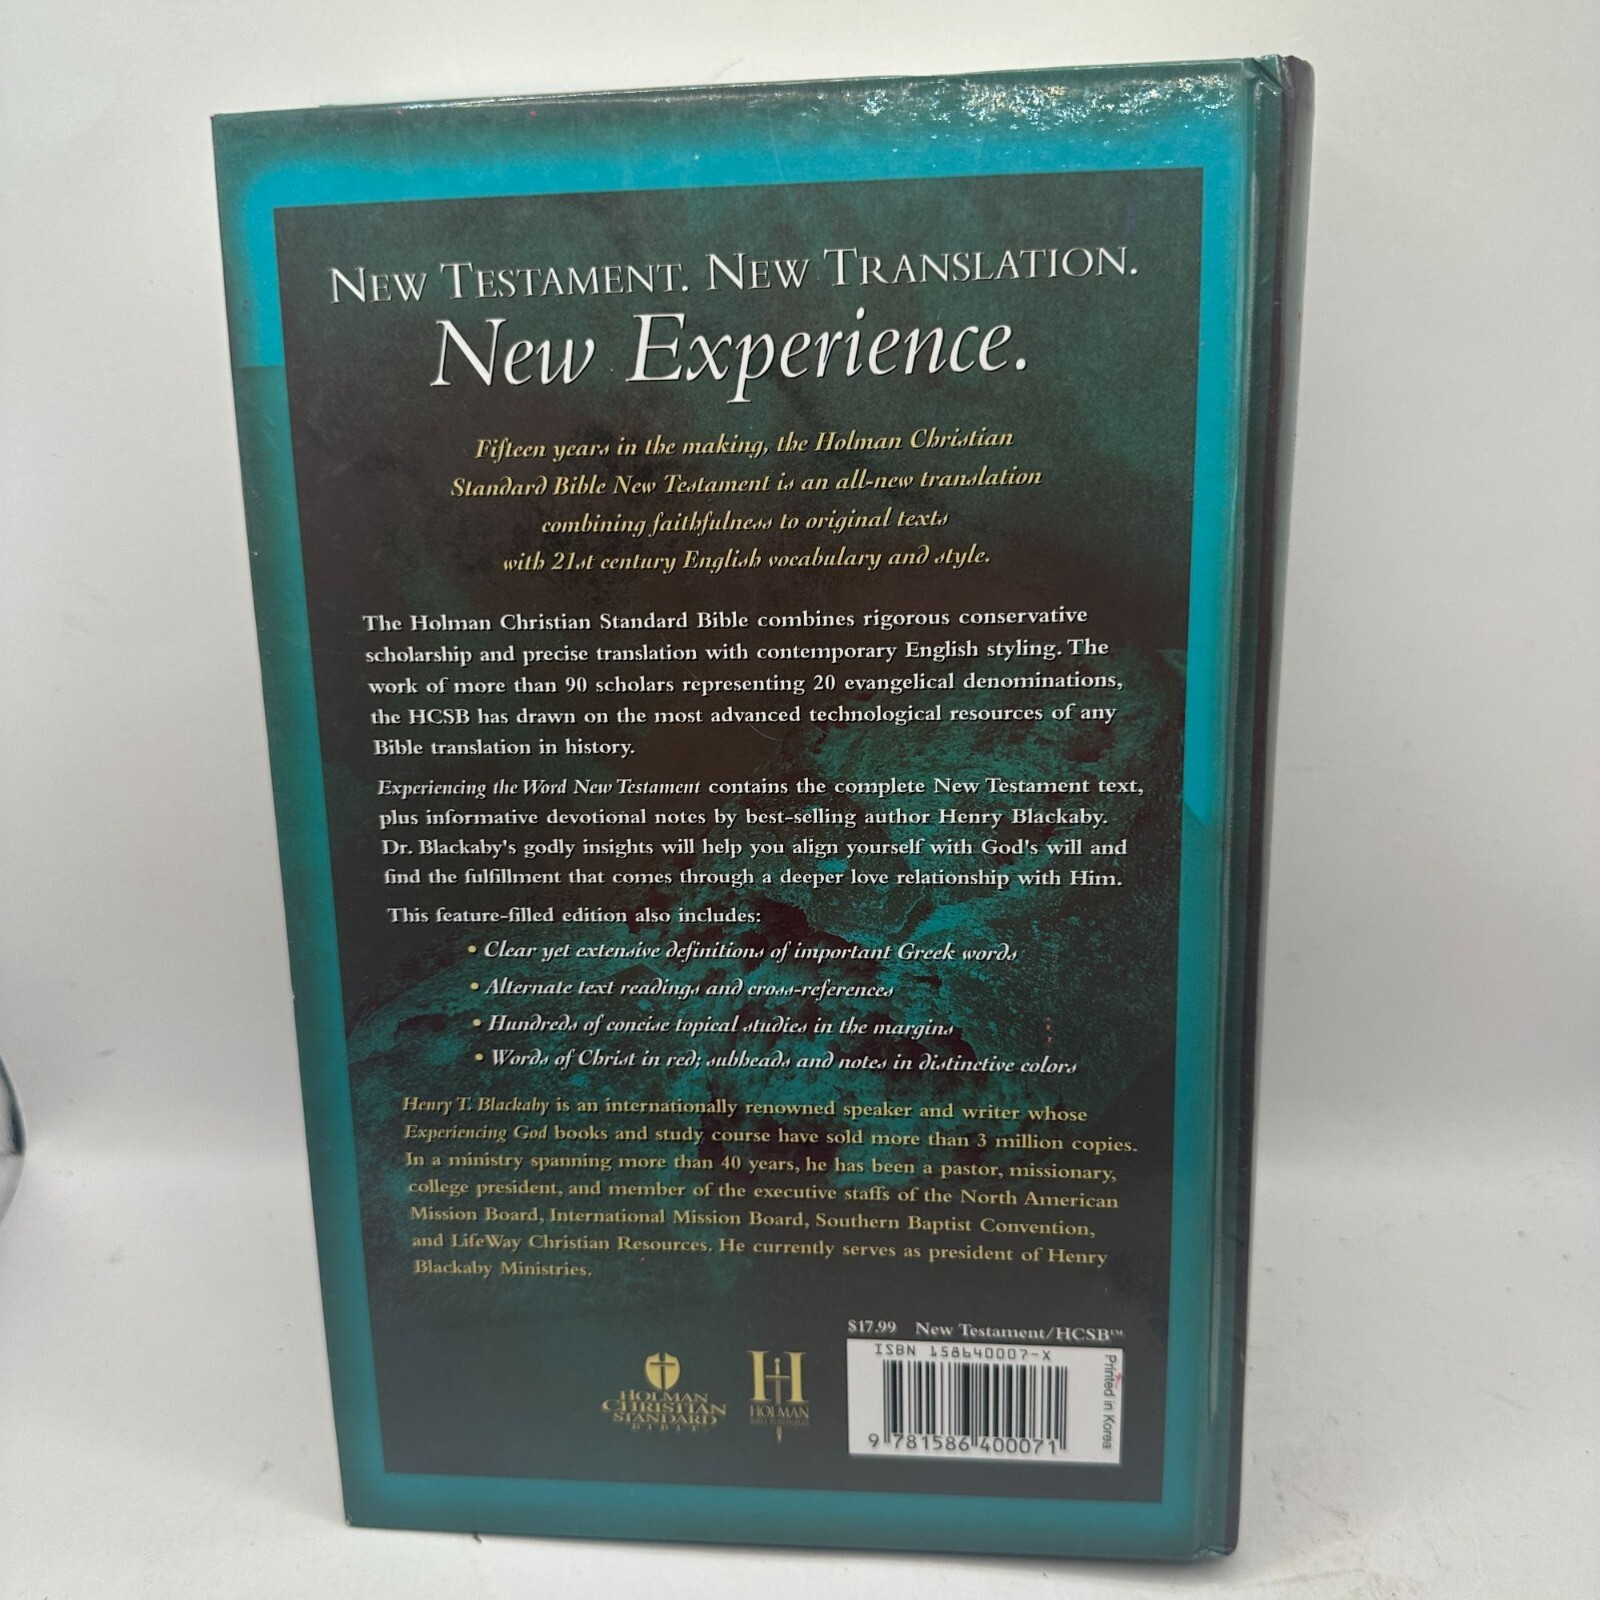 NEW TESTAMENT. NEW TRANSLATION.
New Experience.
Fifteen years in the making, the Holman Christian
Standard Bible New Testament is an all-new translation
combining faithfulness to original texts
with 21st century English vocabulary and style.
The Holman Christian Standard Bible combines rigorous conservative
scholarship and precise translation with contemporary English styling. The
work of more than 90 scholars representing 20 evangelical denominations,
the HCSB has drawn on the most advanced technological resources of any
Bible translation in history.
Experiencing the Word New Testament contains the complete New Testament text,
plus informative devotional notes by best-selling author Henry Blackaby.
Dr. Blackaby's godly insights will help you align yourself with God's will and
find the fulfillment that comes through a deeper love relationship with Him.
This feature-filled edition also includes:
• Clear yet extensive definitions of important Greek words
• Alternate text readings and cross-references
• Hundreds of concise topical studies in the margins
• Words of Christ in red; subheads and notes in distinctive colors
Henry T. Blackaby is an internationally renowned speaker and writer whose
Experiencing God books and study course have sold more than 3 million copies.
In a ministry spanning more than 40 years, he has been a pastor, missionary,
college president, and member of the executive staffs of the North American
Mission Board, International Mission Board, Southern Baptist Convention,
and LifeWay Christian Resources. He currently serves as president of Henry
Blackaby Ministries.
$17.99 New Testament/HCSB™
ISBN 158640007-X
9 781586 400071
Printed in Korea
HOLMAN
CHRISTIAN
STANDARD
BIBLE
H
HOLMAN